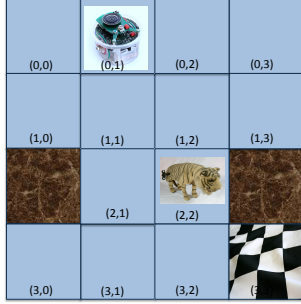 (0,0) (0,1) (0,2) (0,3)
(1,0) (1,1) (1,2) (1,3)
(2,1) (2,2)
(3,0) (3,1) (3,2)